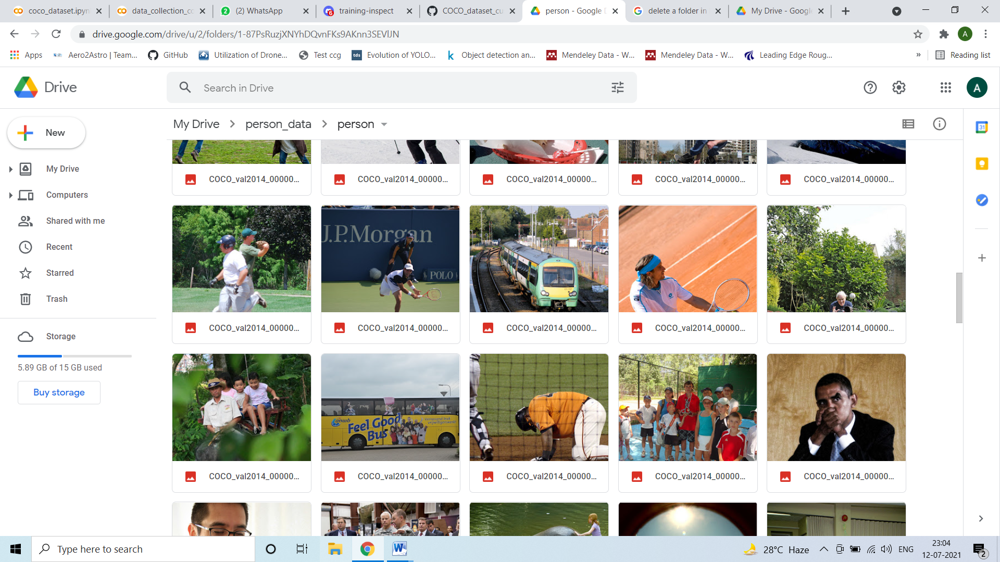 coco_dataset.ipyn
data_collection_co
(2) WhatsApp
training-inspect
COCO_dataset_cu
person - Google D
delete a folder in
My Drive - Google
drive.google.com/drive/u/2/folders/1-87PsRuzjXNYhDQvnFKs9AKnn3SEVlJN
A
Apps
Aero2Astro | Team...
GitHub
Utilization of Drone...
Test ccg
tds
Evolution of YOLO...
k
Object detection an...
Mendeley Data - W...
Mendeley Data - W...
Leading Edge Roug...
»
Reading list
Drive
Search in Drive
A
New
My Drive
person_data
person
31
My Drive
Computers
Shared with me
Recent
Starred
Trash
Storage
5.89 GB of 15 GB used
Buy storage
COCO_val2014_00000...
COCO_val2014_00000...
COCO_val2014_00000...
COCO_val2014_00000...
COCO_val2014_00000...
J.P.Morgan
POLO
COCO_val2014_00000...
COCO_val2014_00000...
COCO_val2014_00000...
COCO_val2014_00000...
COCO_val2014_00000...
anwb
Feel Good
Bus
COCO_val2014_00000...
COCO_val2014_00000...
COCO_val2014_00000...
COCO_val2014_00000...
COCO_val2014_00000...
Type here to search
28°C Haze
ENG
23:04
12-07-2021
2